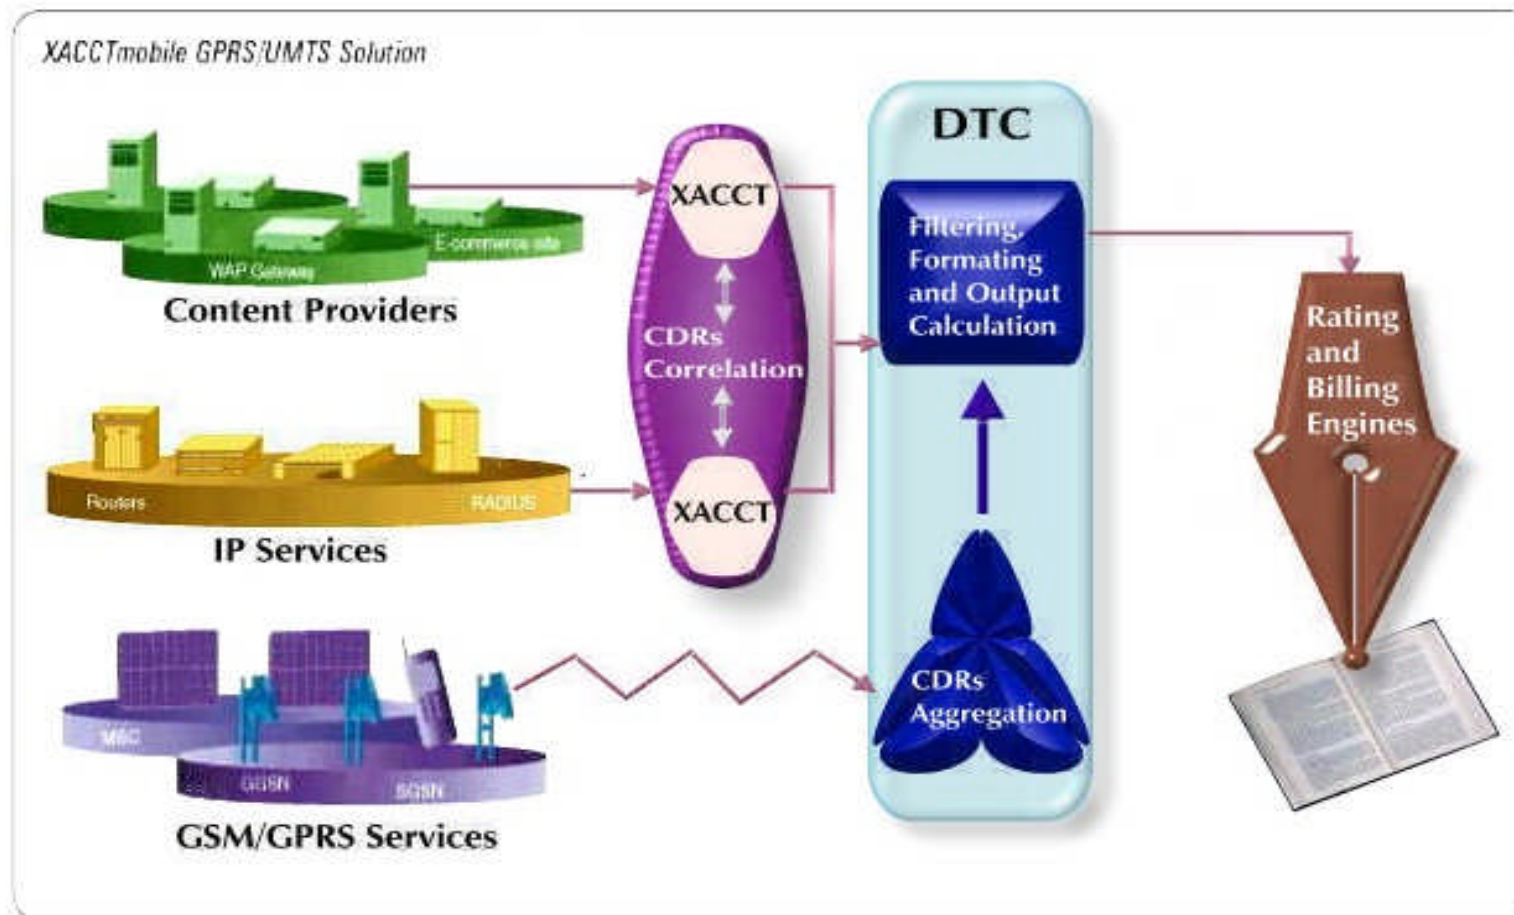 XACCTmobile GPRS/UMTS Solution
DTC
XACCT
Filtering,
Formating
and Output
Calculation
E-commerce site
WAP Gateway
Content Providers
CDRs
Correlation
Rating
and
Billing
Engines
Routers
RADIUS
XACCT
IP Services
CDRs
Aggregation
MSC
GGSN
SGSN
GSM/GPRS Services